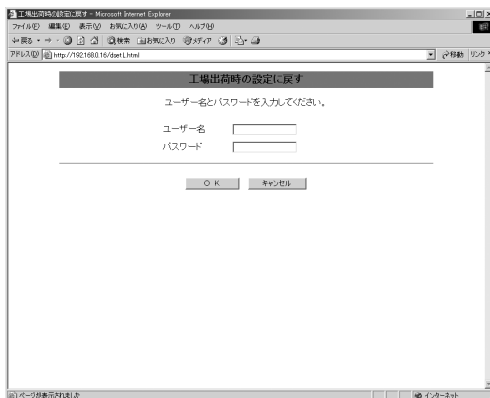 工場出荷時の設定に戻す - Microsoft Internet Explorer
ファイル(F) 編集(E) 表示(V) お気に入り(A) ツール(T) ヘルプ(H)
戻る 検索 お気に入り メディア
アドレス(D) http://192.168.0.16/dset1.html 移動 リンク
工場出荷時の設定に戻す
ユーザー名とパスワードを入力してください。
ユーザー名
パスワード
OK キャンセル
ページが表示されました インターネット